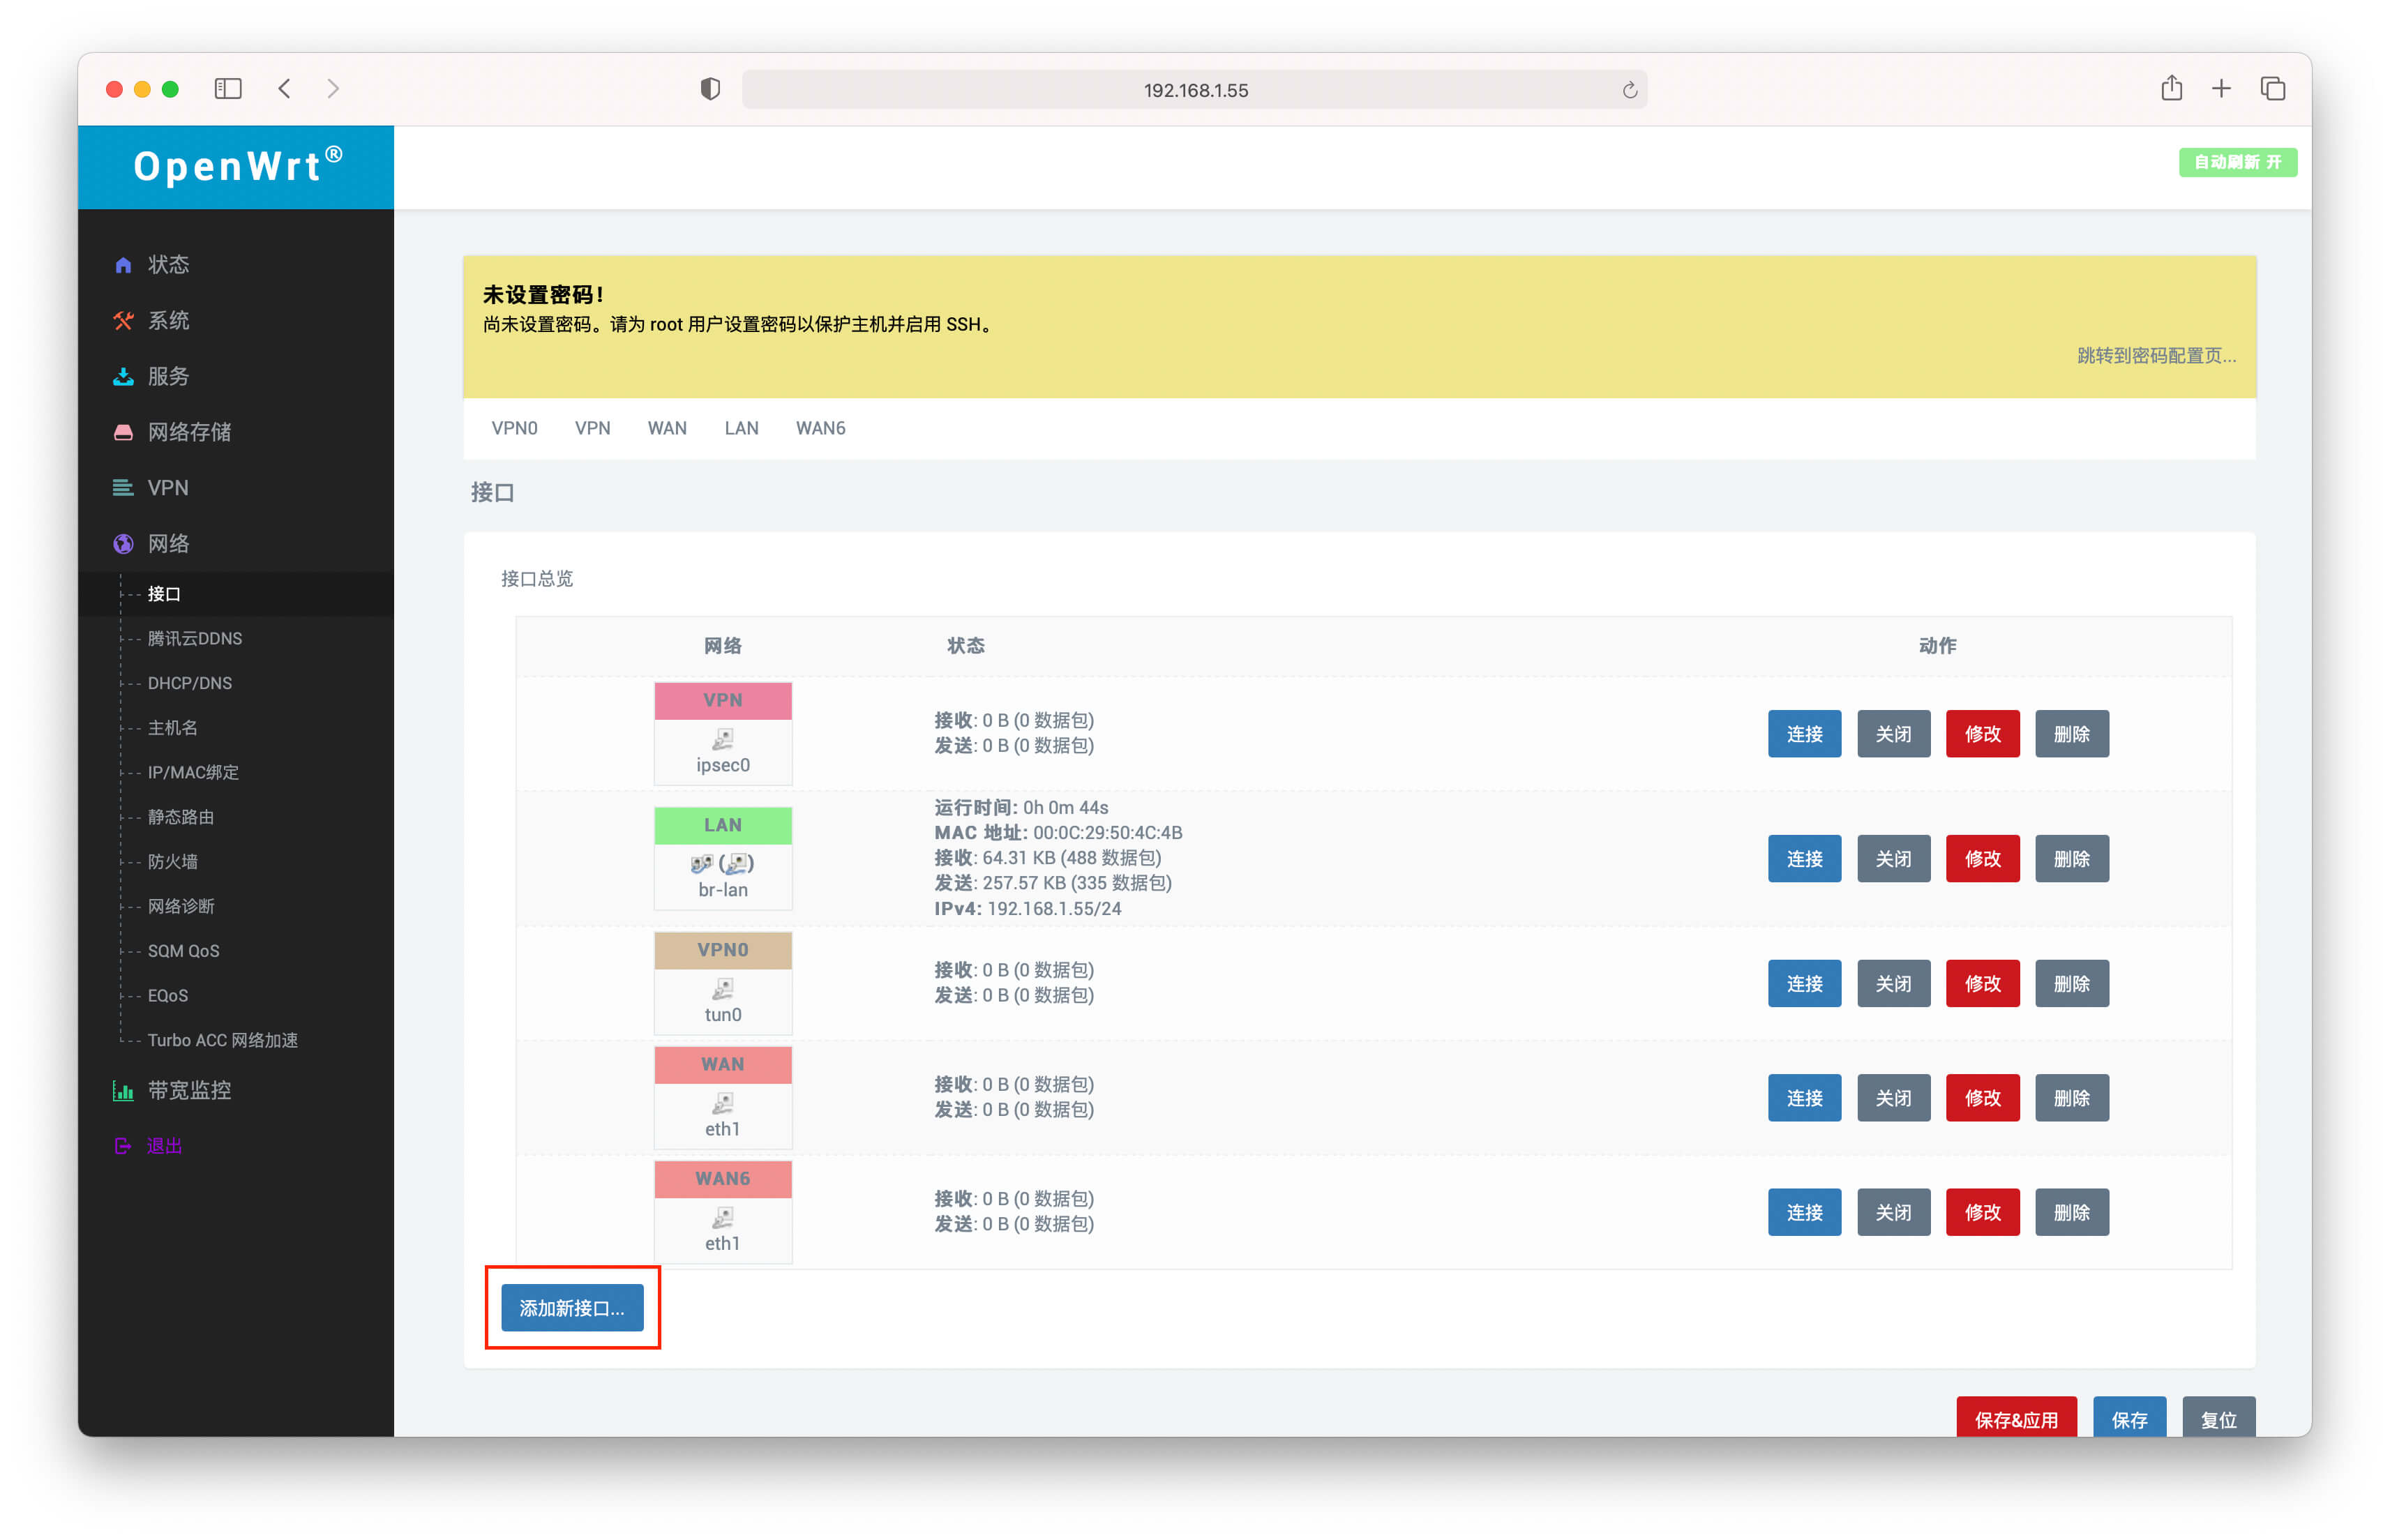 192.168.1.55
OpenWrt®
自动刷新 开
状态
系统
服务
网络存储
VPN
网络
接口
腾讯云DDNS
DHCP/DNS
主机名
IP/MAC绑定
静态路由
防火墙
网络诊断
SQM QoS
EQoS
Turbo ACC 网络加速
带宽监控
退出
未设置密码!
尚未设置密码。请为 root 用户设置密码以保护主机并启用 SSH。
跳转到密码配置页...
VPN0 VPN WAN LAN WAN6
接口
接口总览
网络 状态 动作
VPN
ipsec0
接收: 0 B (0 数据包)
发送: 0 B (0 数据包)
连接 关闭 修改 删除
LAN
( )
br-lan
运行时间: 0h 0m 44s
MAC 地址: 00:0C:29:50:4C:4B
接收: 64.31 KB (488 数据包)
发送: 257.57 KB (335 数据包)
IPv4: 192.168.1.55/24
连接 关闭 修改 删除
VPN0
tun0
接收: 0 B (0 数据包)
发送: 0 B (0 数据包)
连接 关闭 修改 删除
WAN
eth1
接收: 0 B (0 数据包)
发送: 0 B (0 数据包)
连接 关闭 修改 删除
WAN6
eth1
接收: 0 B (0 数据包)
发送: 0 B (0 数据包)
连接 关闭 修改 删除
添加新接口...
保存&应用 保存 复位